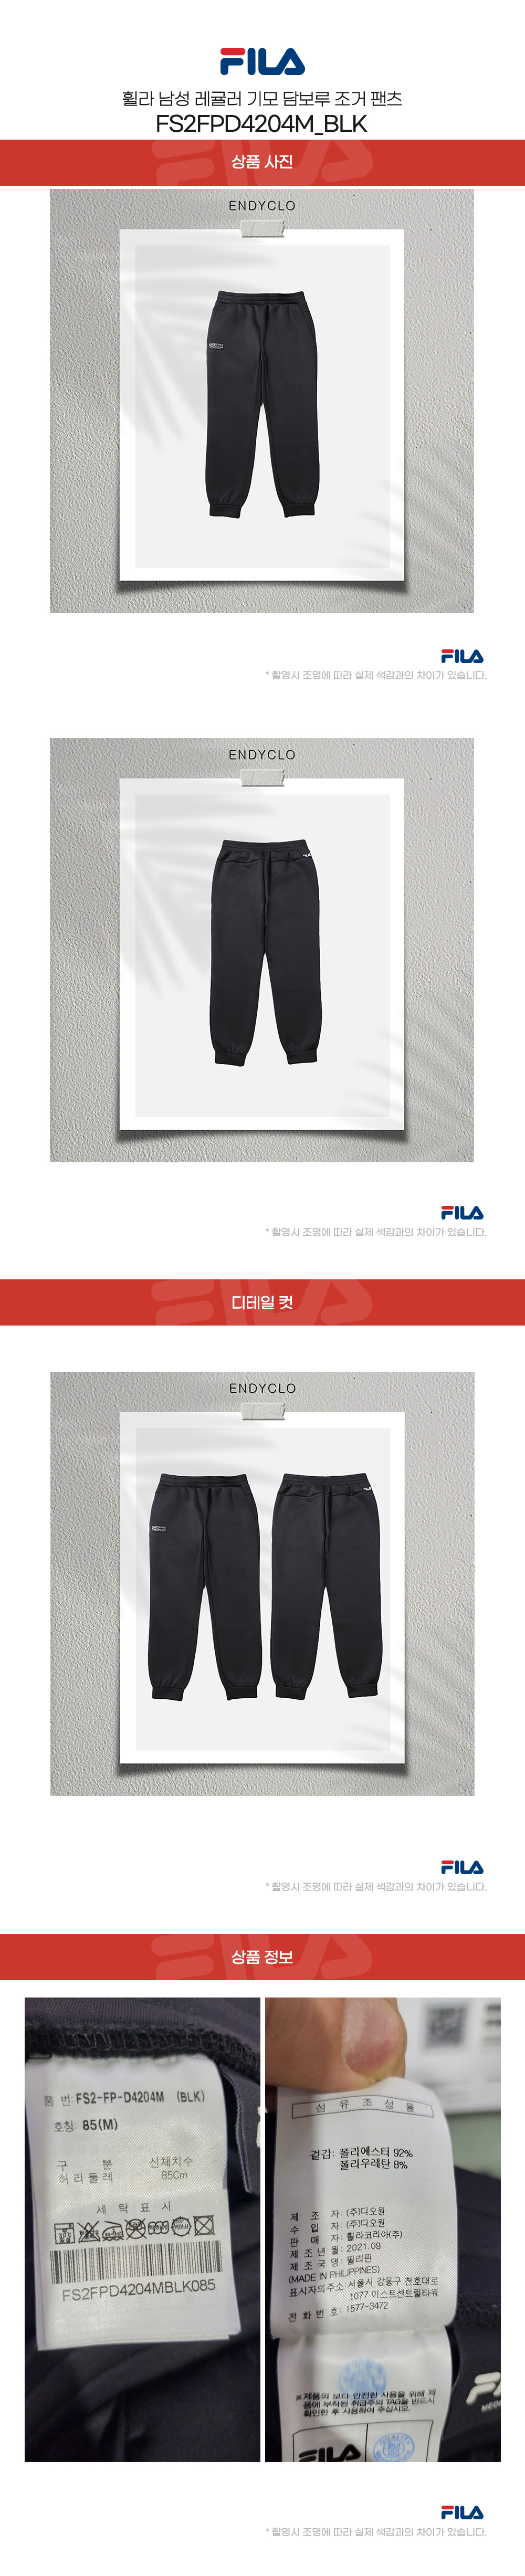 FILA
휠라 남성 레귤러 기모 담보루 조거 팬츠
FS2FPD4204M_BLK
상품 사진
ENDYCLO
FILA
* 촬영시 조명에 따라 실제 색감과의 차이가 있습니다.
ENDYCLO
FILA
* 촬영시 조명에 따라 실제 색감과의 차이가 있습니다.
디테일 컷
ENDYCLO
FILA
* 촬영시 조명에 따라 실제 색감과의 차이가 있습니다.
상품 정보
품 번: FS2-FP-D4204M (BLK)
호칭: 85(M)
구 분 신체치수
허리둘레 85Cm
세 탁 표 시
FS2FPD4204MBLK085
섬 유 조 성 율
겉감: 폴리에스터 92%
폴리우레탄 8%
제 조 자: (주)디오원
수 입 자: (주)디오원
판 매 자: 휠라코리아(주)
제 조 년 월: 2021.09
제 조 국 명: 필리핀
(MADE IN PHILIPPINES)
표시자의주소: 서울시 강동구 천호대로
1077 이스트센트럴타워
전 화 번 호: 1577-3472
※제품의 보다 안전한 사용을 위해 제
품에 부착된 취급주의 TAG를 반드시
확인한 후 사용하여 주십시오.
FILA
FILA
* 촬영시 조명에 따라 실제 색감과의 차이가 있습니다.